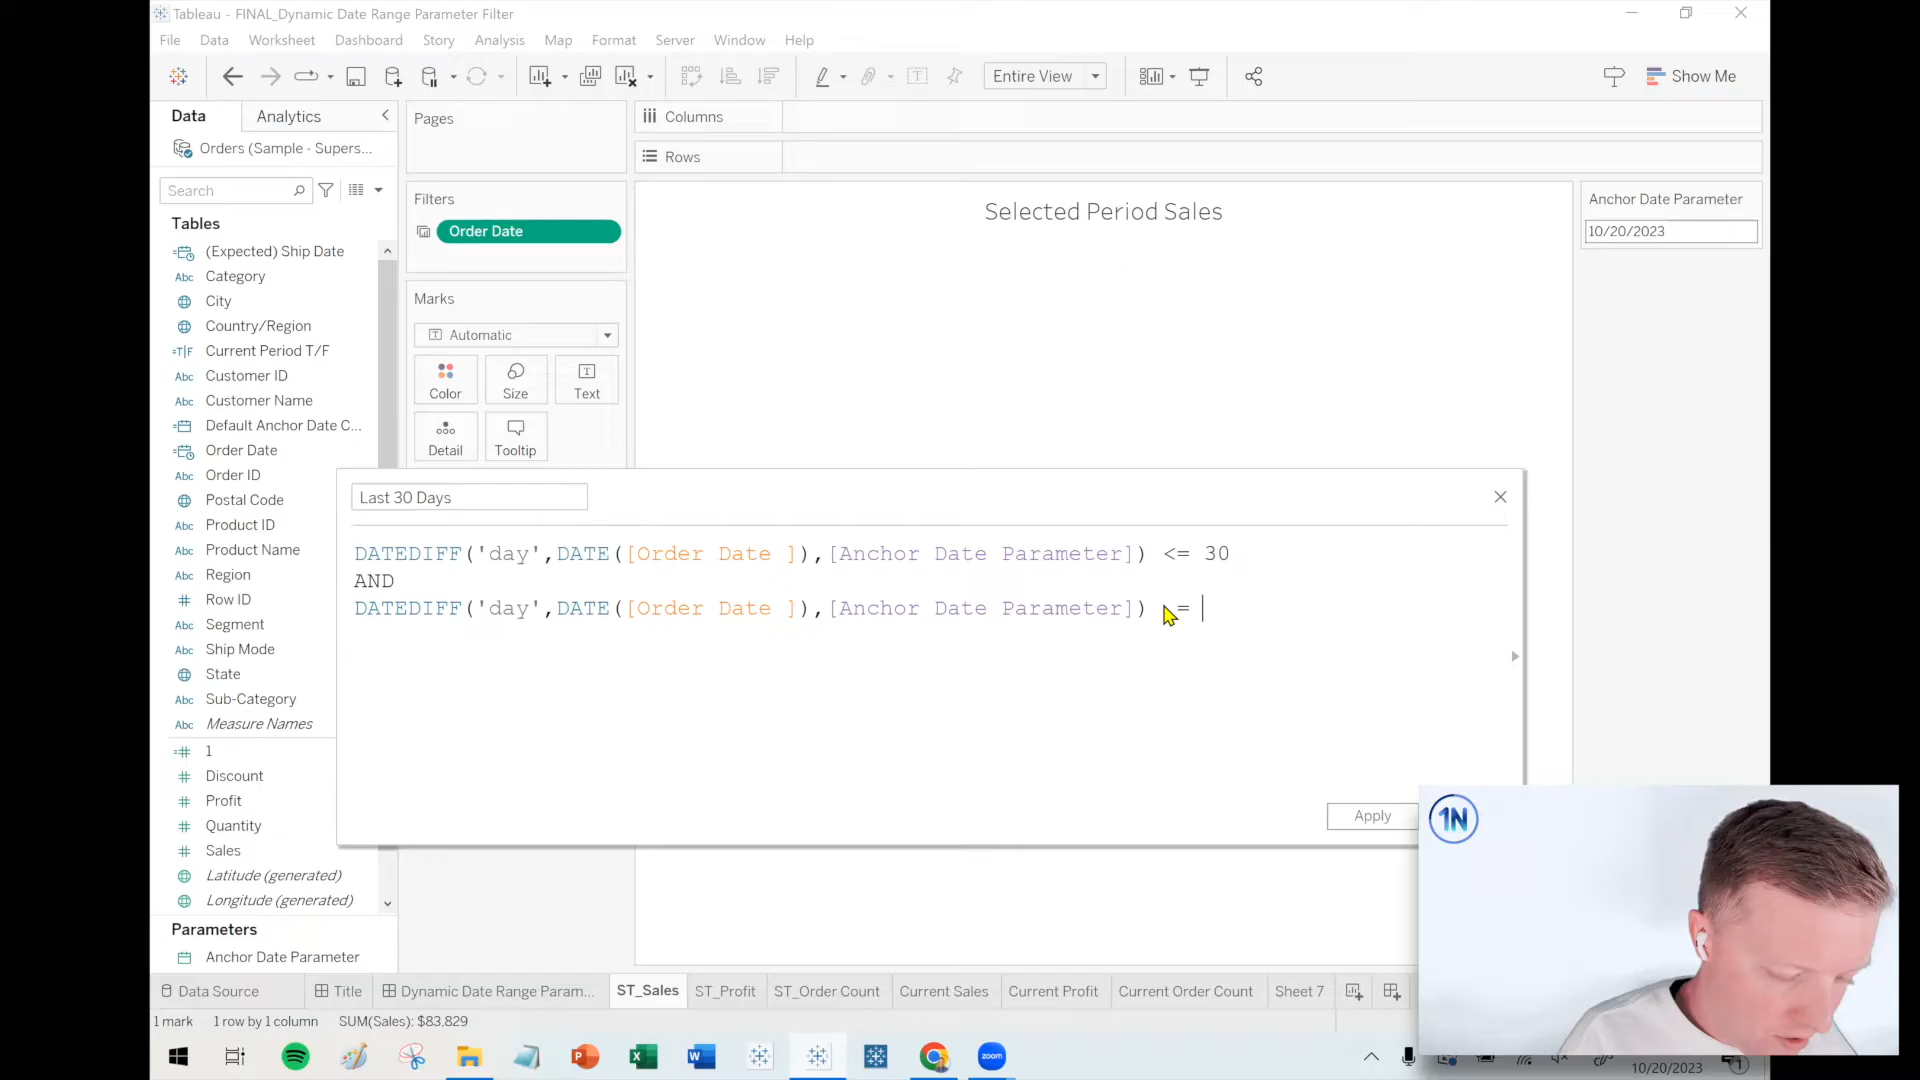 Tableau - FINAL_Dynamic Date Range Parameter Filter
File Data Worksheet Dashboard Story Analysis Map Format Server Window Help
Entire View
Show Me
Data Analytics
Orders (Sample - Supers...
Search
Tables
(Expected) Ship Date
Category
City
Country/Region
Current Period T/F
Customer ID
Customer Name
Default Anchor Date C...
Order Date
Order ID
Postal Code
Product ID
Product Name
Region
Row ID
Segment
Ship Mode
State
Sub-Category
Measure Names
1
Discount
Profit
Quantity
Sales
Latitude (generated)
Longitude (generated)
Parameters
Anchor Date Parameter
Pages
Filters
Order Date
Marks
Automatic
Color Size Text
Detail Tooltip
Columns
Rows
Selected Period Sales
Anchor Date Parameter
10/20/2023
Last 30 Days
DATEDIFF('day',DATE([Order Date ]),[Anchor Date Parameter]) <= 30
AND
DATEDIFF('day',DATE([Order Date ]),[Anchor Date Parameter]) =
Apply
1N
Data Source Title Dynamic Date Range Param... ST_Sales ST_Profit ST_Order Count Current Sales Current Profit Current Order Count Sheet 7
1 mark 1 row by 1 column SUM(Sales): $83,829
zoom
10/20/2023